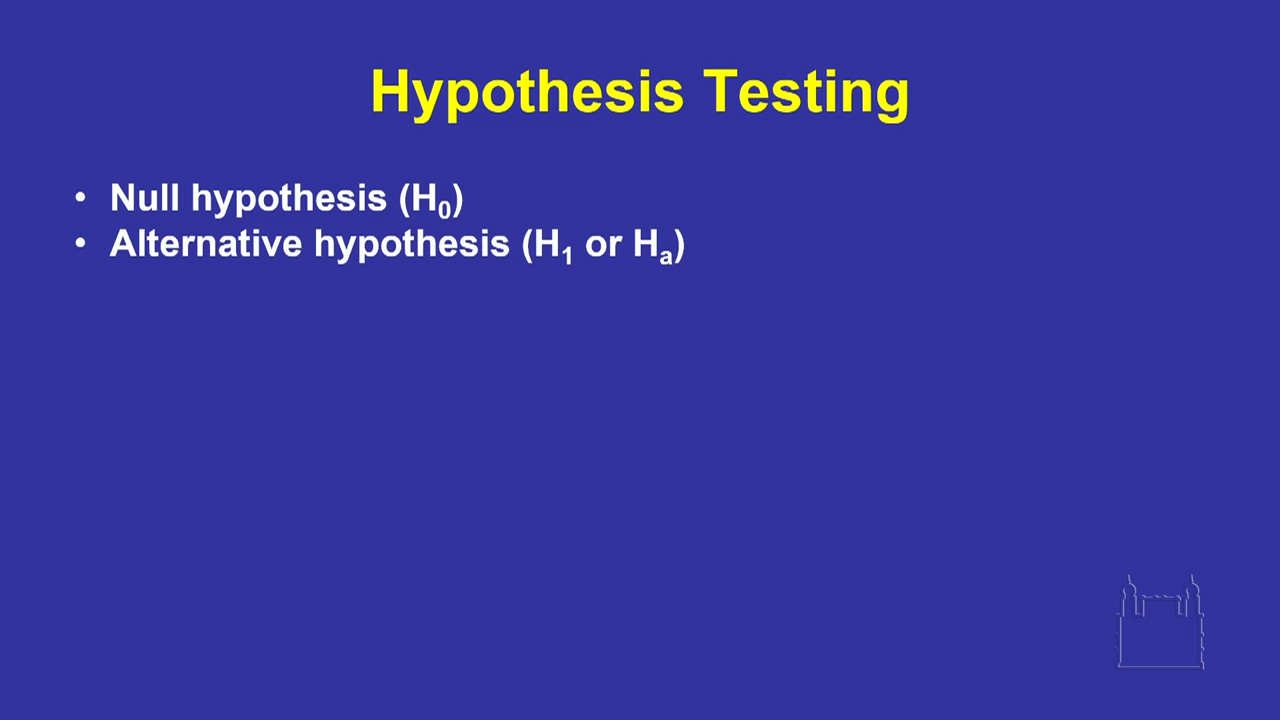 Hypothesis Testing
• Null hypothesis (H₀)
• Alternative hypothesis (H₁ or Hₐ)